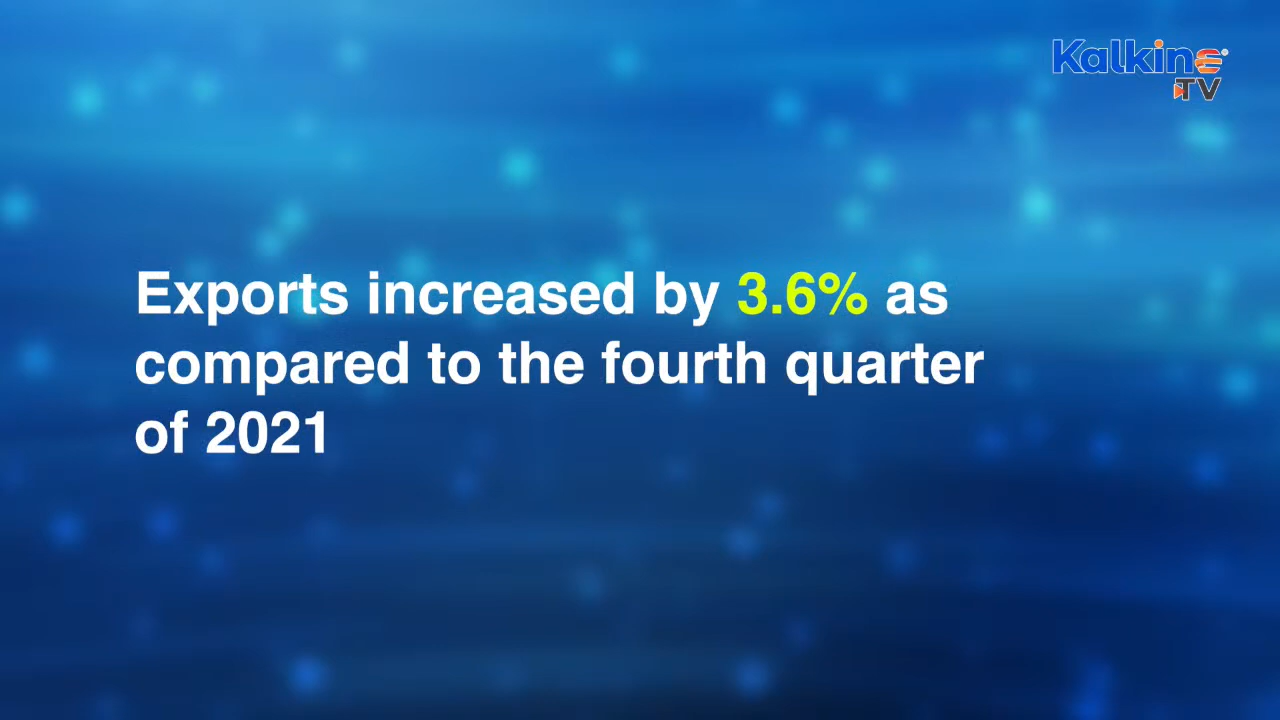 Kalkine
TV
Exports increased by 3.6% as
compared to the fourth quarter
of 2021